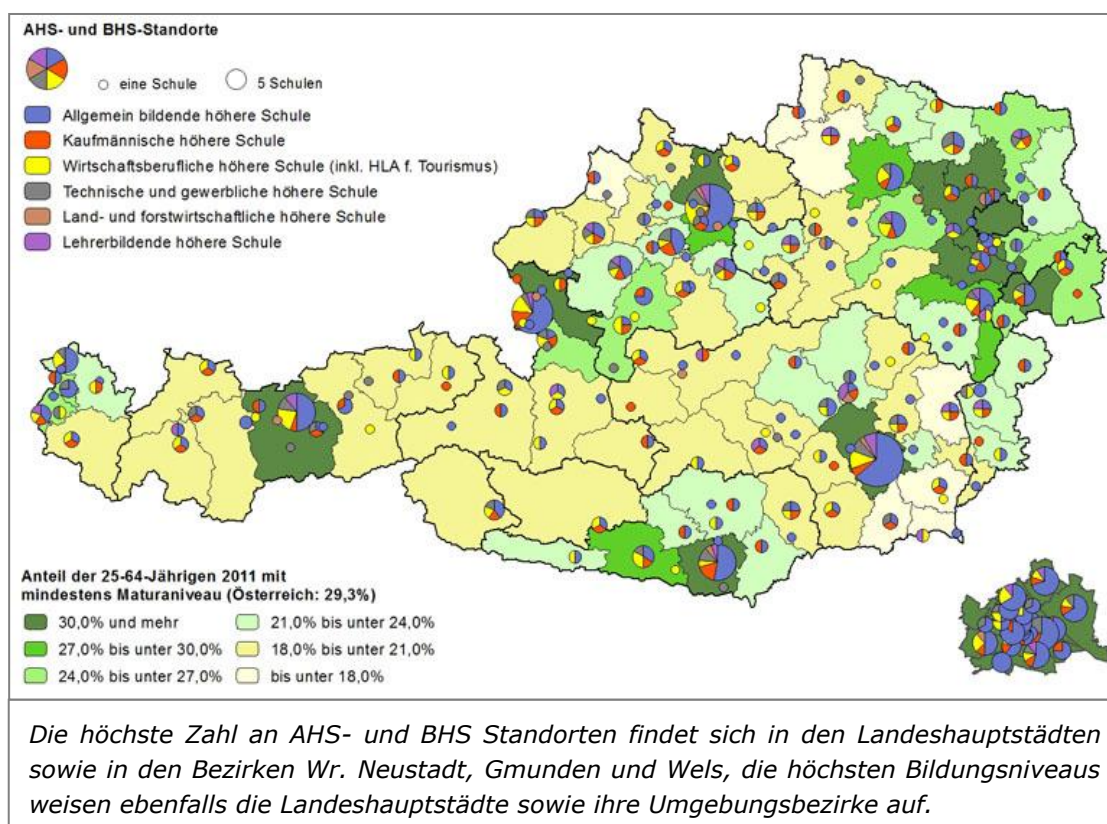 AHS- und BHS-Standorte
eine Schule
5 Schulen
Allgemein bildende höhere Schule
Kaufmännische höhere Schule
Wirtschaftsberufliche höhere Schule (inkl. HLA f. Tourismus)
Technische und gewerbliche höhere Schule
Land- und forstwirtschaftliche höhere Schule
Lehrerbildende höhere Schule
Anteil der 25-64-Jährigen 2011 mit
mindestens Maturaniveau (Österreich: 29,3%)
30,0% und mehr
21,0% bis unter 24,0%
27,0% bis unter 30,0%
18,0% bis unter 21,0%
24,0% bis unter 27,0%
bis unter 18,0%
Die höchste Zahl an AHS- und BHS Standorten findet sich in den Landeshauptstädten
sowie in den Bezirken Wr. Neustadt, Gmunden und Wels, die höchsten Bildungsniveaus
weisen ebenfalls die Landeshauptstädte sowie ihre Umgebungsbezirke auf.